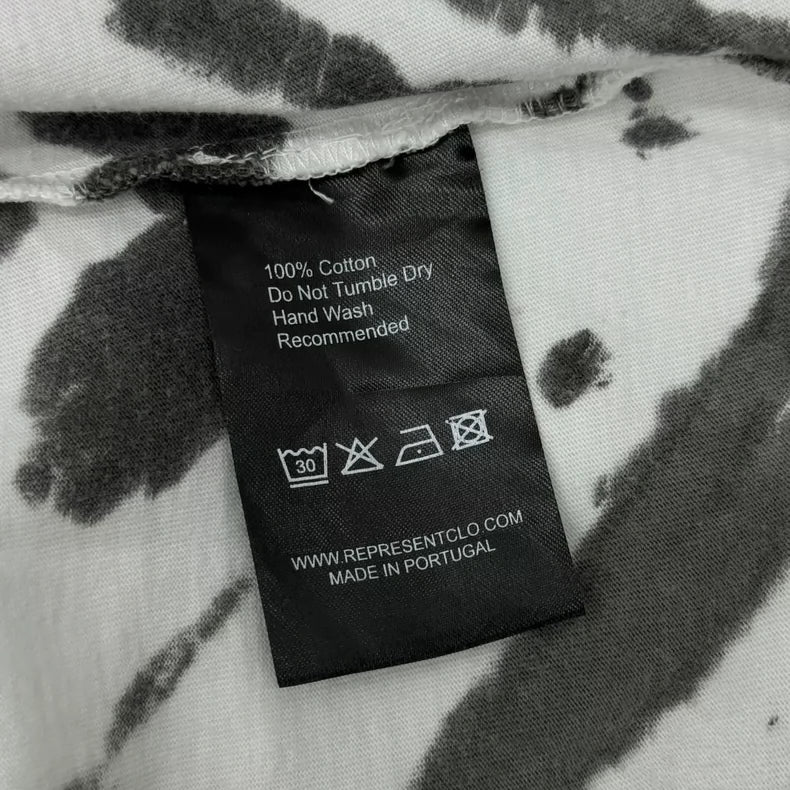 100% Cotton
Do Not Tumble Dry
Hand Wash
Recommended
30
WWW.REPRESENTCLO.COM
MADE IN PORTUGAL